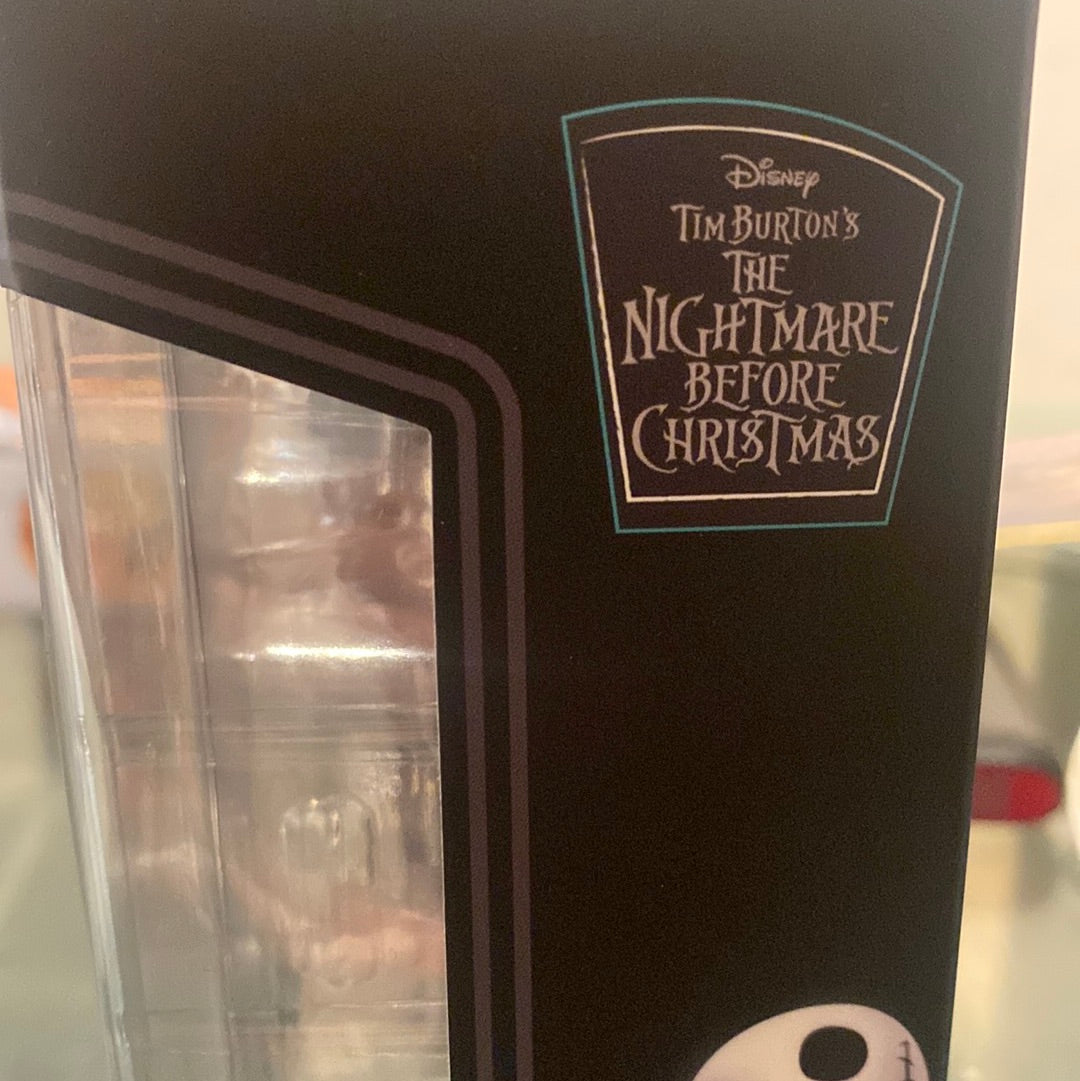 Disney
Tim Burton's
The
Nightmare
Before
Christmas